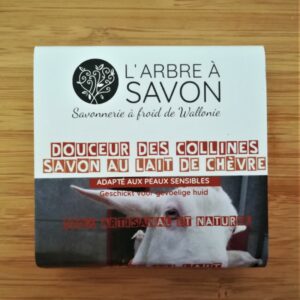 L'ARBRE À
SAVON
Savonnerie à froid de Wallonie
DOUCEUR DES COLLINES
SAVON AU LAIT DE CHÈVRE
ADAPTÉ AUX PEAUX SENSIBLES
Geschickt voor gevoelige huid
ARTISANAL ET NATUREL